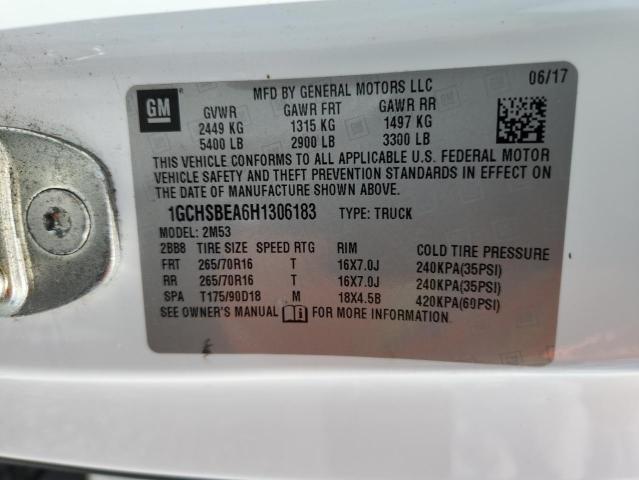 06/17
MFD BY GENERAL MOTORS LLC
GM
GVWR GAWR FRT GAWR RR
2449 KG 1315 KG 1497 KG
5400 LB 2900 LB 3300 LB
THIS VEHICLE CONFORMS TO ALL APPLICABLE U.S. FEDERAL MOTOR
VEHICLE SAFETY AND THEFT PREVENTION STANDARDS IN EFFECT ON
THE DATE OF MANUFACTURE SHOWN ABOVE.
1GCHSBEA6H1306183 TYPE: TRUCK
MODEL: 2M53
2BB8 TIRE SIZE SPEED RTG RIM COLD TIRE PRESSURE
FRT 265/70R16 T 16X7.0J 240KPA(35PSI)
RR 265/70R16 T 16X7.0J 240KPA(35PSI)
SPA T175/90D18 M 18X4.5B 420KPA(60PSI)
SEE OWNER'S MANUAL FOR MORE INFORMATION.